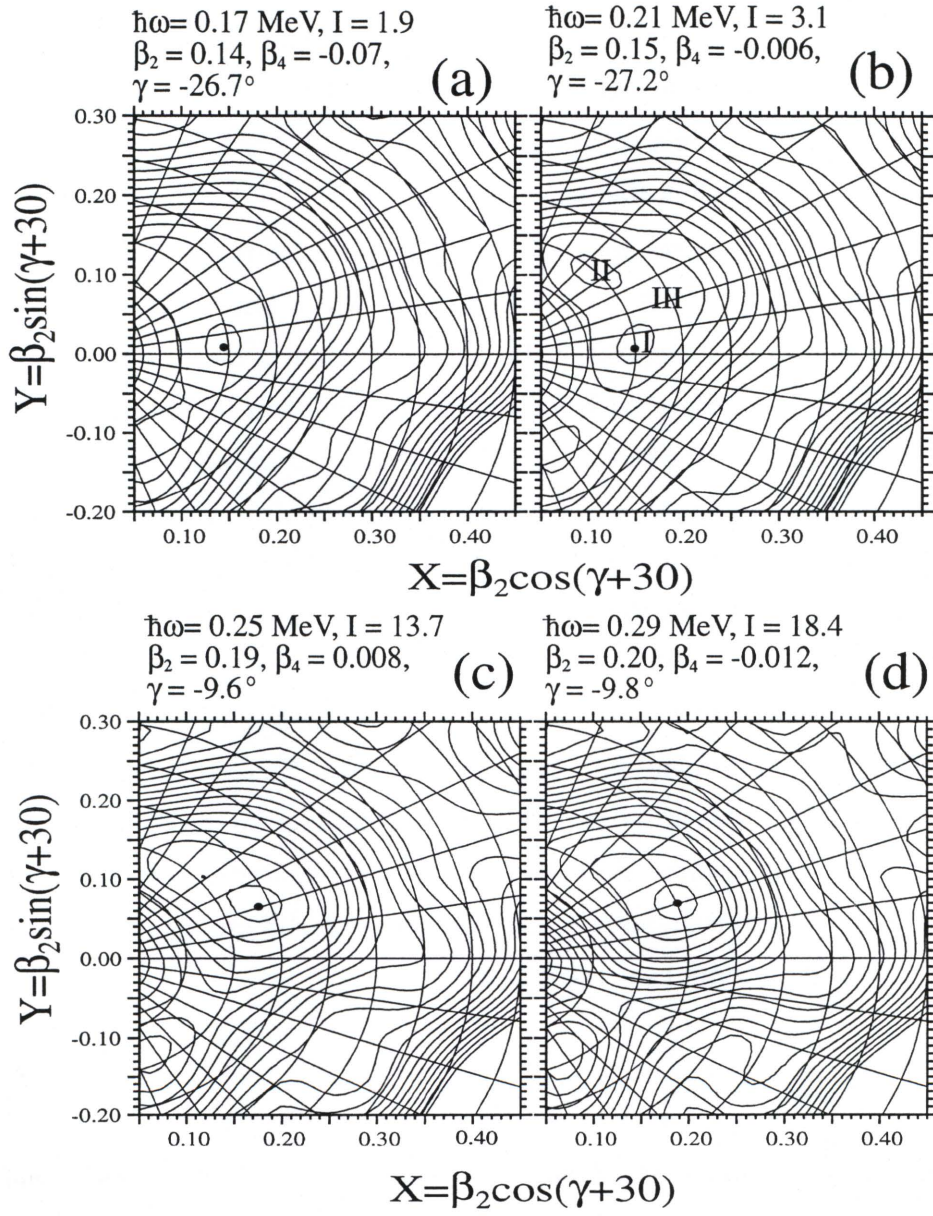 ħω= 0.17 MeV, I = 1.9
β₂ = 0.14, β₄ = -0.07,
γ = -26.7°
(a)
ħω= 0.21 MeV, I = 3.1
β₂ = 0.15, β₄ = -0.006,
γ = -27.2°
(b)
0.30
0.20
0.10
0.00
-0.10
-0.20
Y=β₂sin(γ+30)
II
III
I
0.10 0.20 0.30 0.40
0.10 0.20 0.30 0.40
X=β₂cos(γ+30)
ħω= 0.25 MeV, I = 13.7
β₂ = 0.19, β₄ = 0.008,
γ = -9.6°
(c)
ħω= 0.29 MeV, I = 18.4
β₂ = 0.20, β₄ = -0.012,
γ = -9.8°
(d)
0.30
0.20
0.10
0.00
-0.10
-0.20
Y=β₂sin(γ+30)
0.10 0.20 0.30 0.40
0.10 0.20 0.30 0.40
X=β₂cos(γ+30)